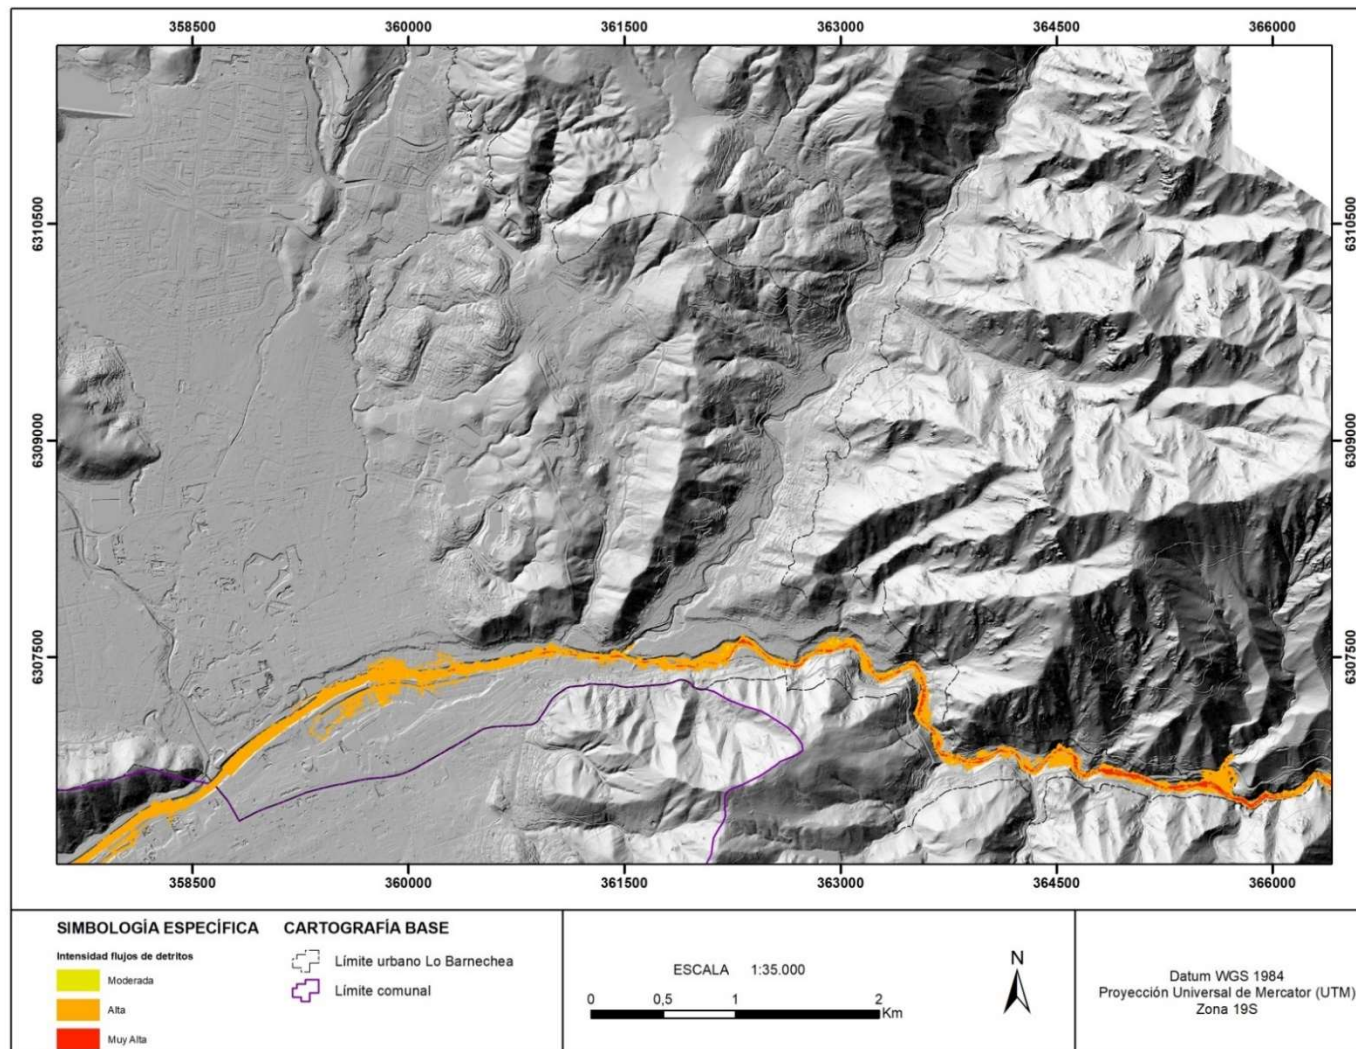 358500 360000 361500 363000 364500 366000
6310500 6310500
6309000 6309000
6307500 6307500
358500 360000 361500 363000 364500 366000
SIMBOLOGÍA ESPECÍFICA
Intensidad flujos de detritos
Moderada
Alta
Muy Alta
CARTOGRAFÍA BASE
Límite urbano Lo Barnechea
Límite comunal
ESCALA 1:35.000
0 0,5 1 2
Km
N
Datum WGS 1984
Proyección Universal de Mercator (UTM)
Zona 19S